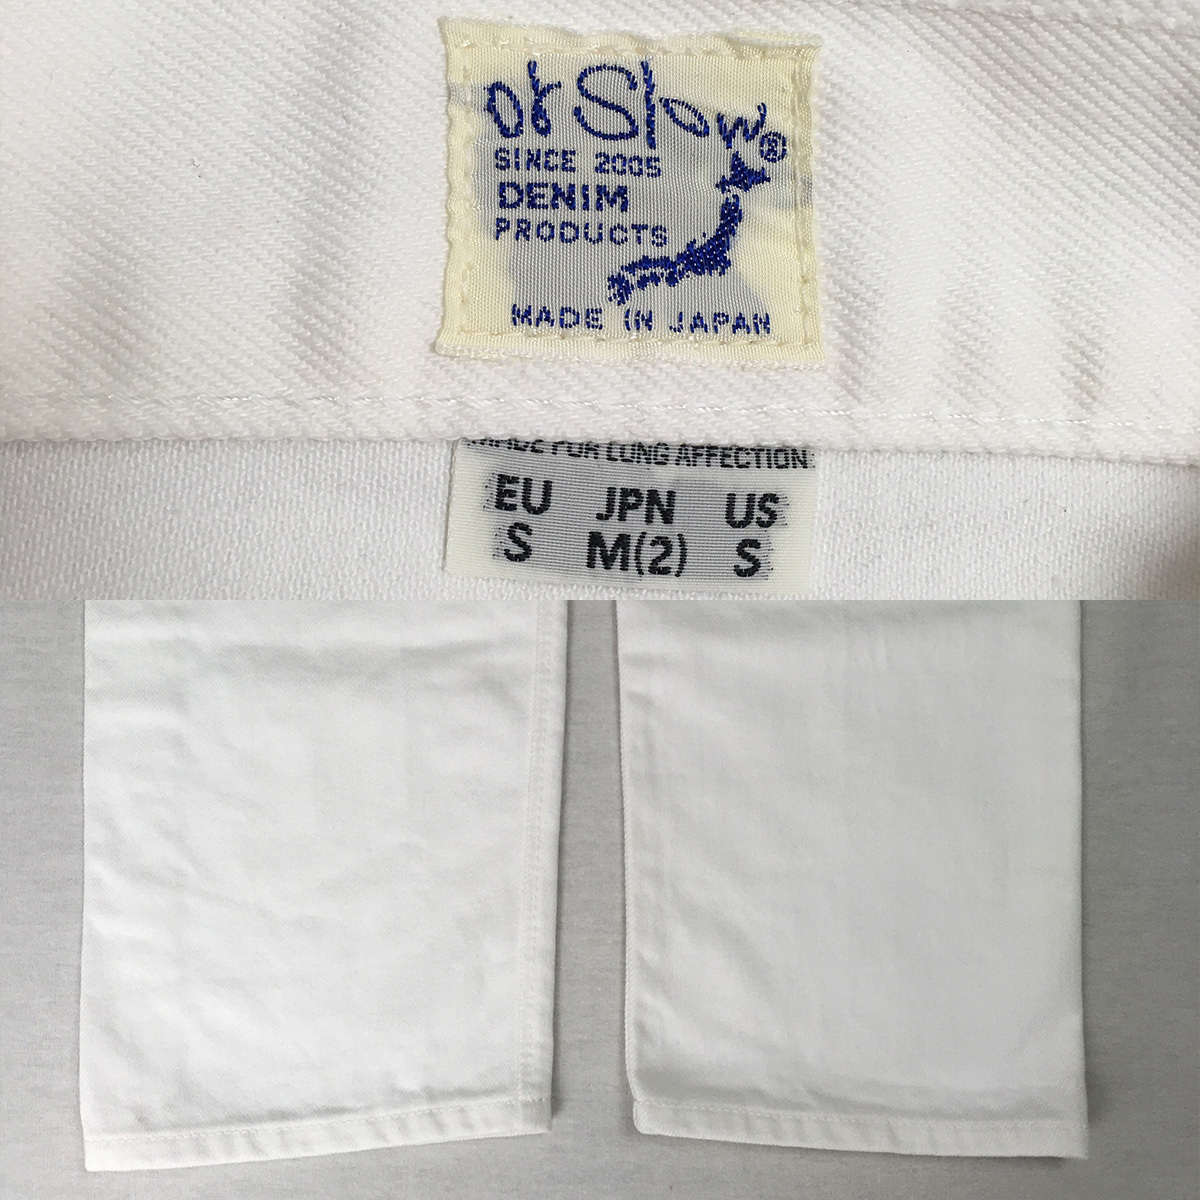 orSlow®
SINCE 2005
DENIM
PRODUCTS
MADE IN JAPAN
MADE FOR LONG AFFECTION
EU JPN US
S M(2) S